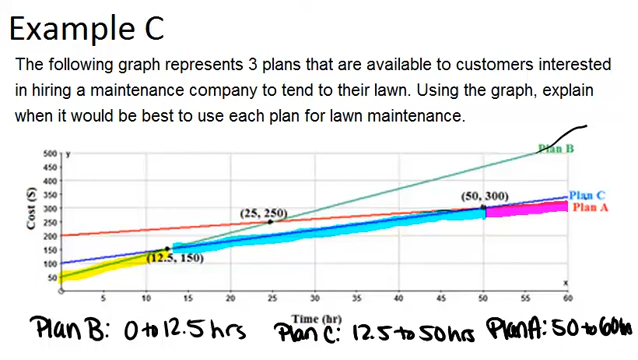 Example C
The following graph represents 3 plans that are available to customers interested
in hiring a maintenance company to tend to their lawn. Using the graph, explain
when it would be best to use each plan for lawn maintenance.
500 y
Plan B
450
400
350
(50, 300)
Plan C
300
Plan A
(25, 250)
250
200
150
(12.5, 150)
100
50
x
Cost ($)
0 5 10 15 20 25 30 35 40 45 50 55 60
Time (hr)
Plan B: 0 to 12.5 hrs Plan C: 12.5 to 50 hrs Plan A: 50 to 60